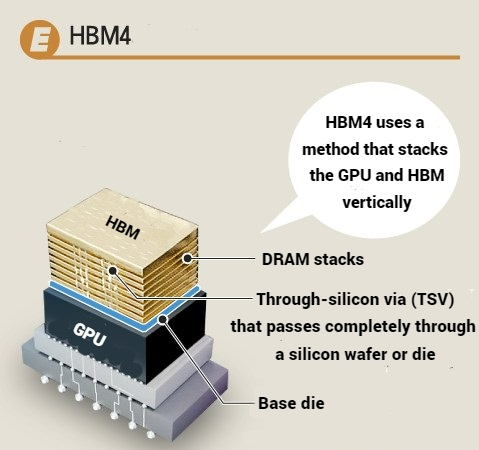 E HBM4
HBM4 uses a
method that stacks
the GPU and HBM
vertically
HBM
DRAM stacks
Through-silicon via (TSV)
that passes completely through
a silicon wafer or die
GPU
Base die